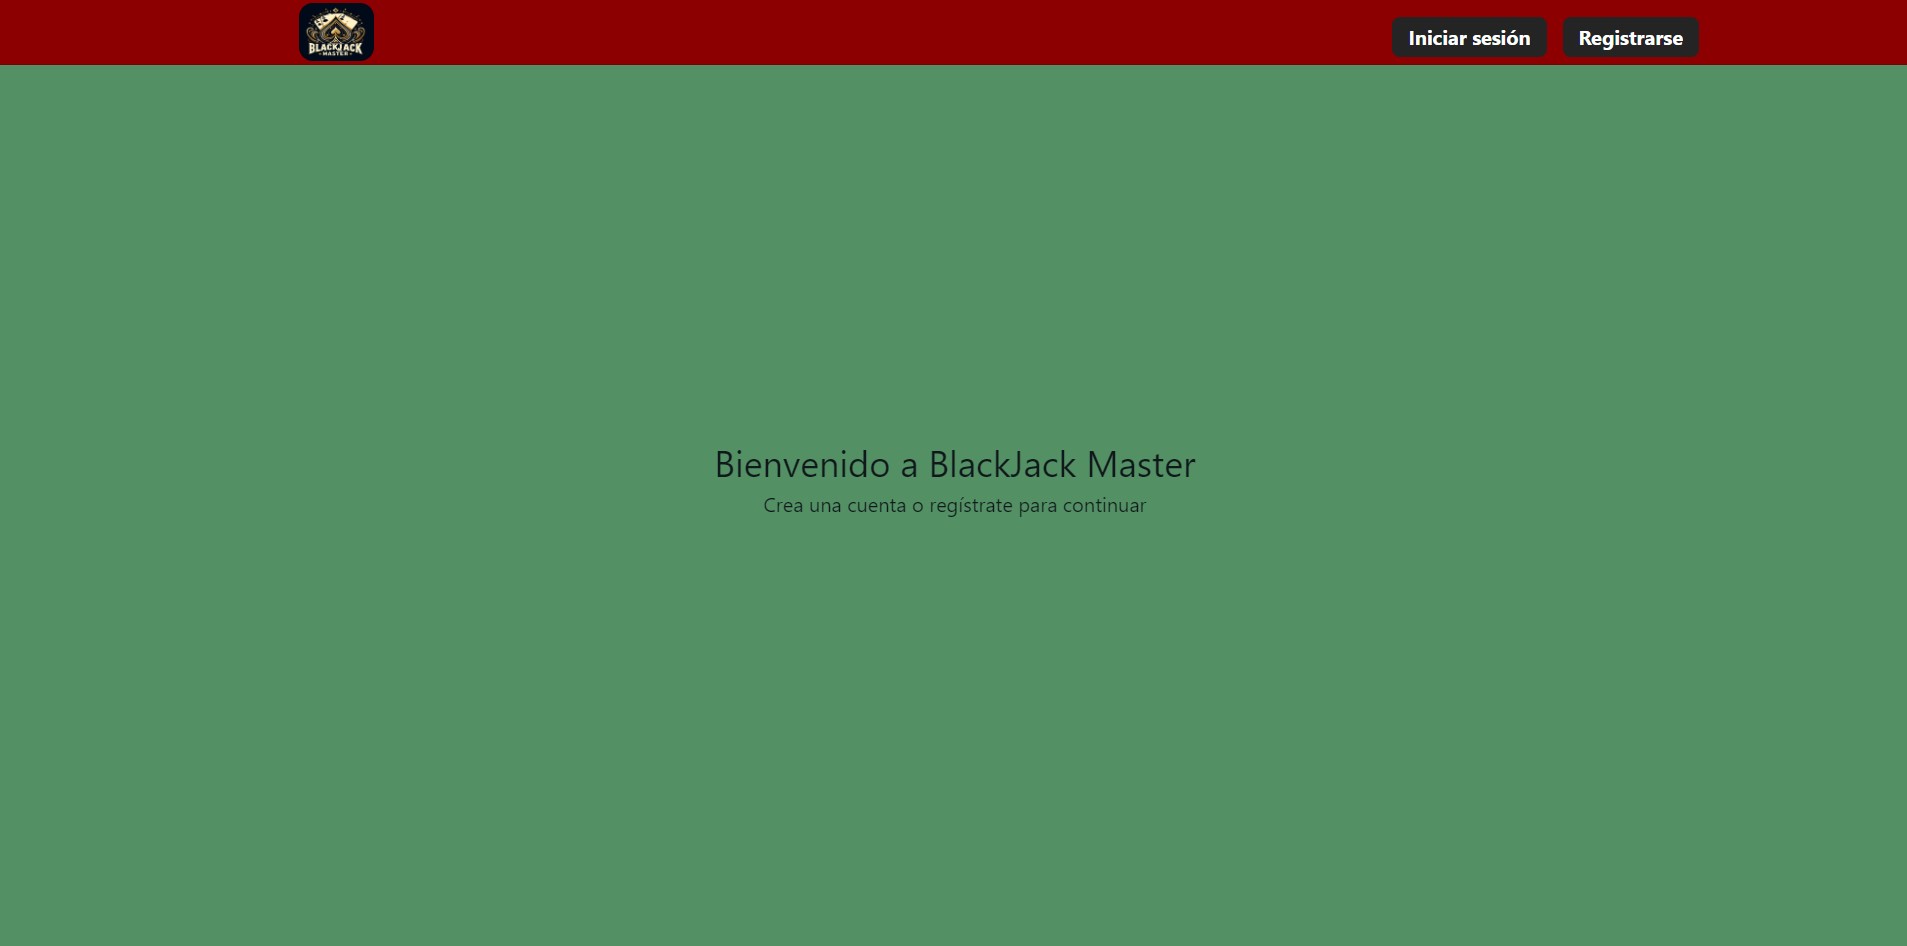 BLACKJACK
MASTER
Iniciar sesión
Registrarse
Bienvenido a BlackJack Master
Crea una cuenta o regístrate para continuar